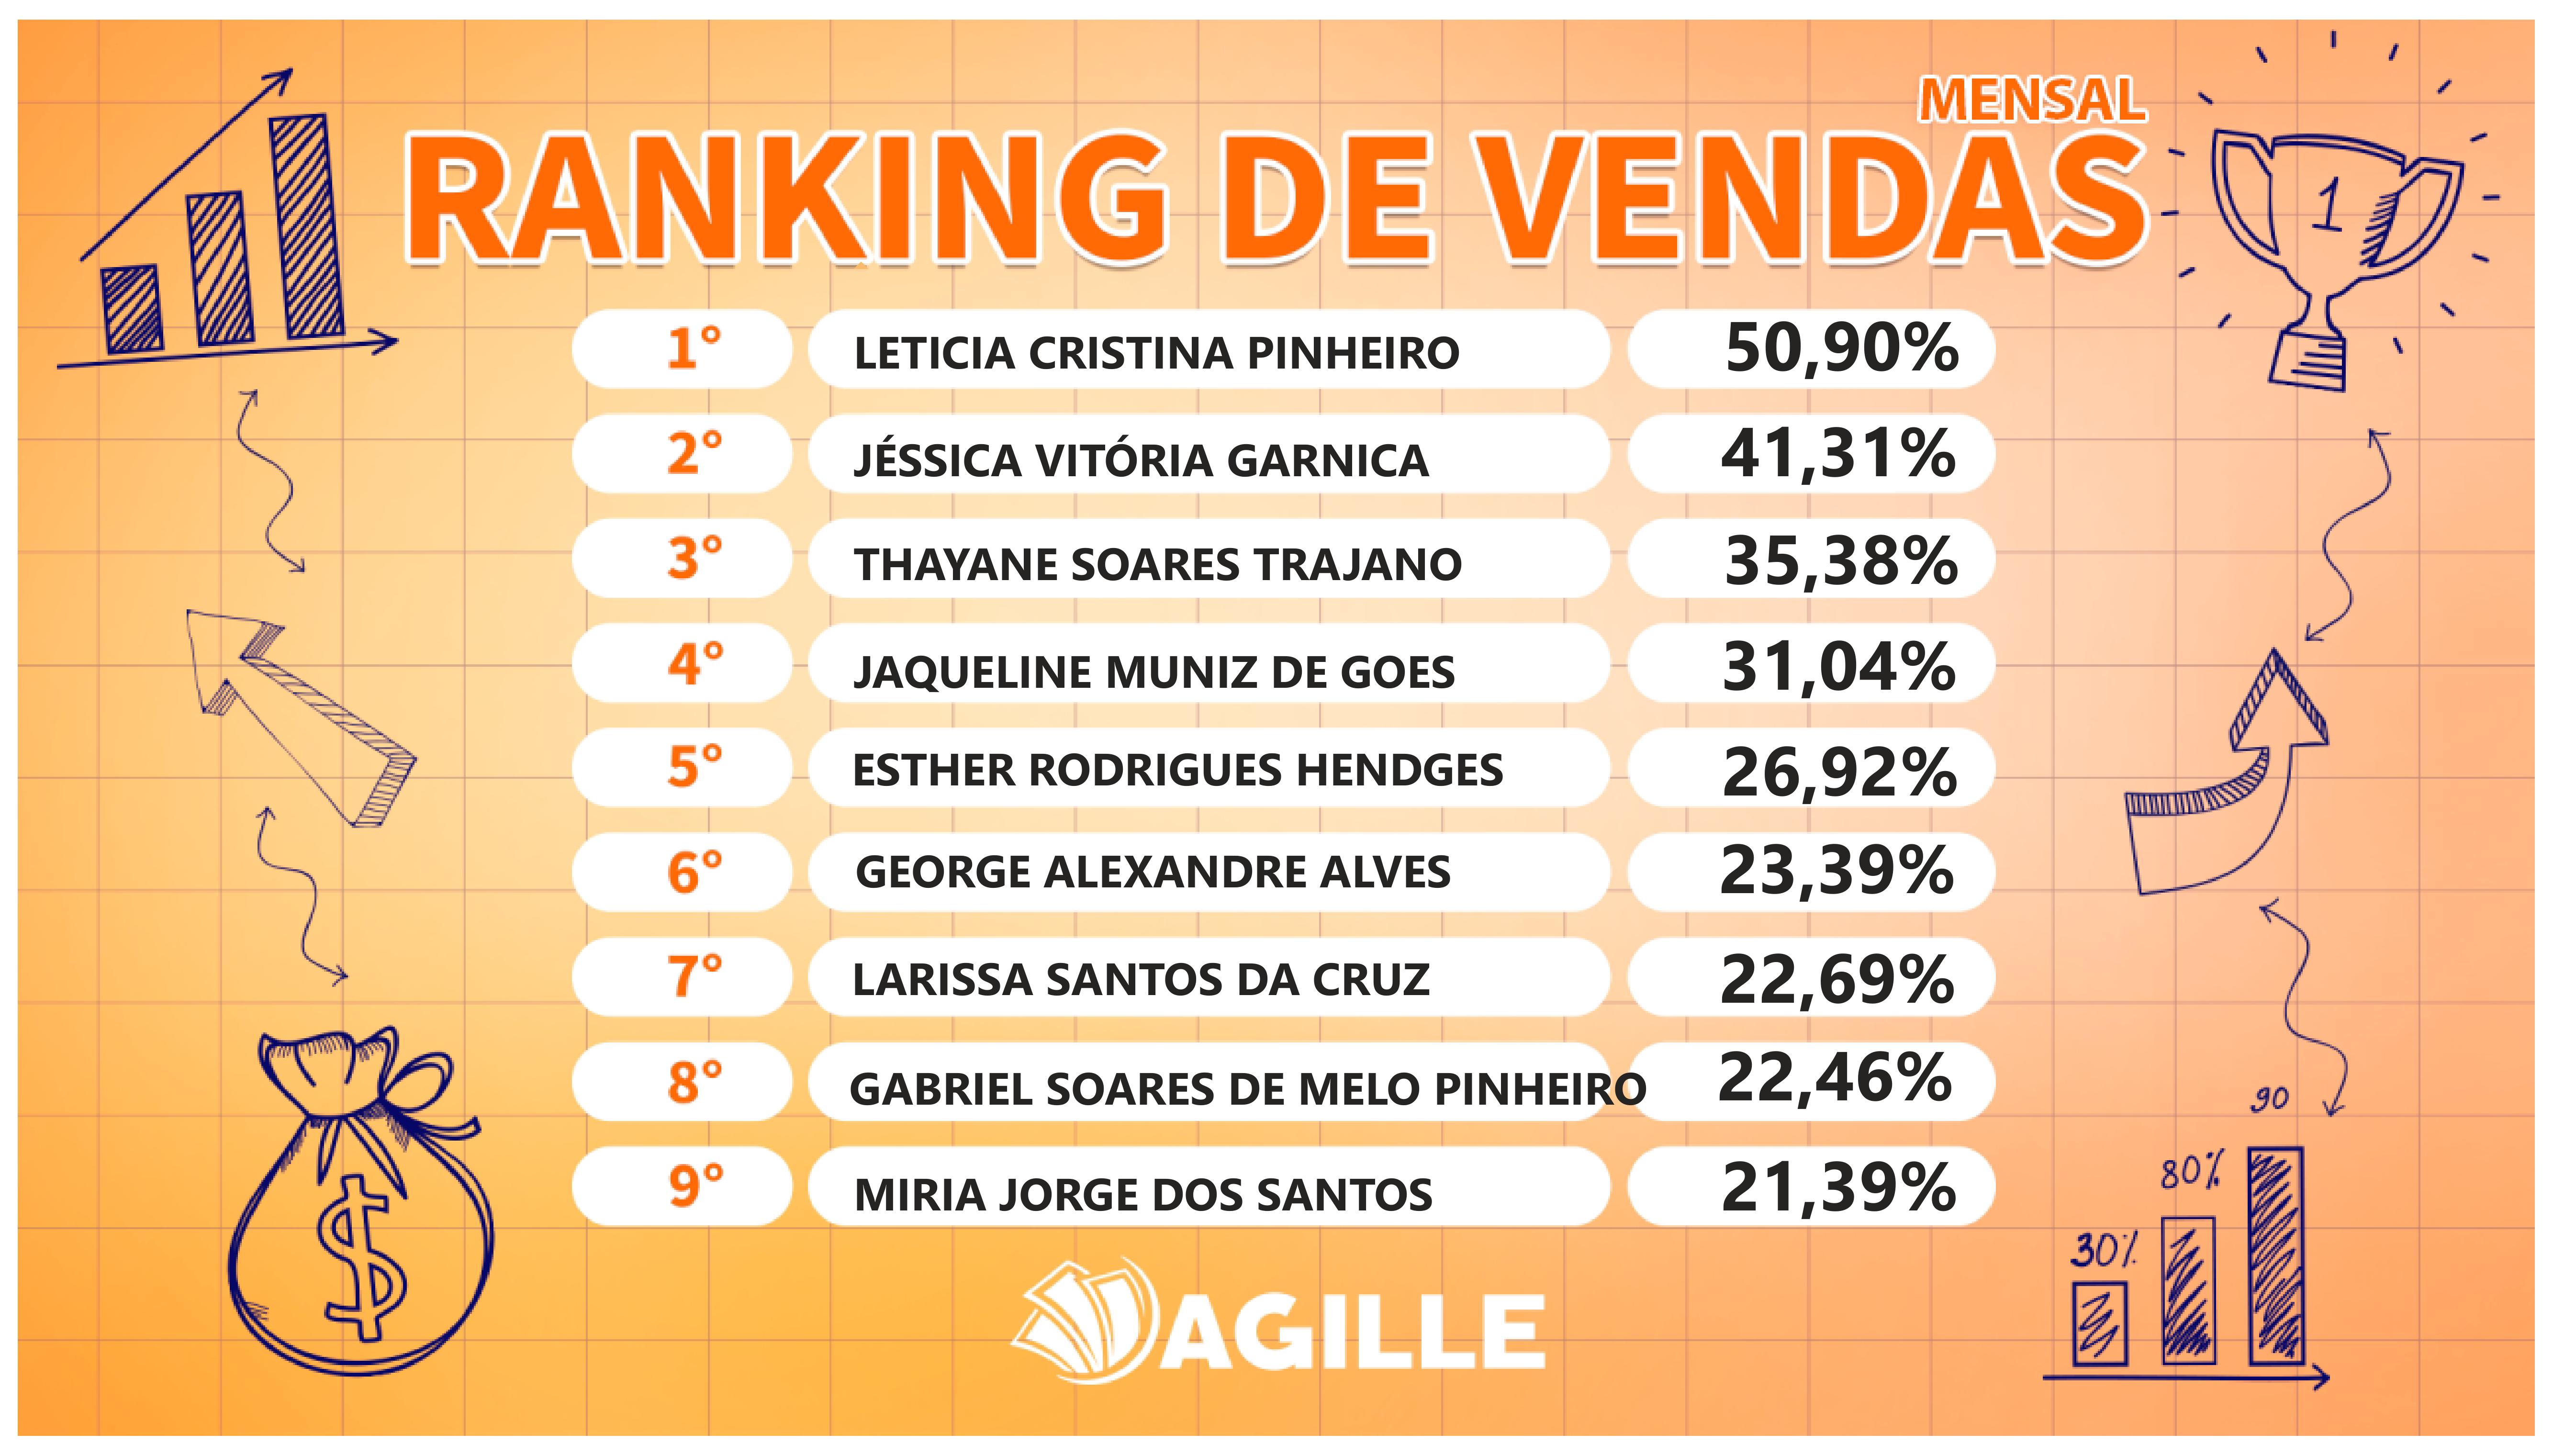 MENSAL
RANKING DE VENDAS
1
1° LETICIA CRISTINA PINHEIRO 50,90%
2° JÉSSICA VITÓRIA GARNICA 41,31%
3° THAYANE SOARES TRAJANO 35,38%
4° JAQUELINE MUNIZ DE GOES 31,04%
5° ESTHER RODRIGUES HENDGES 26,92%
6° GEORGE ALEXANDRE ALVES 23,39%
7° LARISSA SANTOS DA CRUZ 22,69%
8° GABRIEL SOARES DE MELO PINHEIRO 22,46%
9° MIRIA JORGE DOS SANTOS 21,39%
$
90
80%
30%
AGILLE